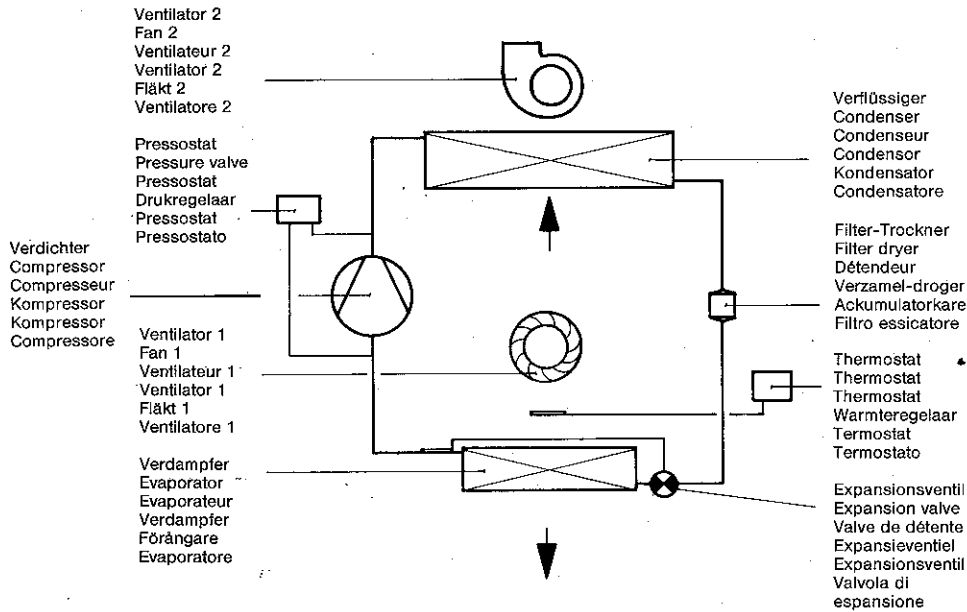 Ventilator 2
Fan 2
Ventilateur 2
Ventilator 2
Fläkt 2
Ventilatore 2
Pressostat
Pressure valve
Pressostat
Drukregelaar
Pressostat
Pressostato
Verdichter
Compressor
Compresseur
Kompressor
Kompressor
Compressore
Ventilator 1
Fan 1
Ventilateur 1
Ventilator 1
Fläkt 1
Ventilatore 1
Verdampfer
Evaporator
Evaporateur
Verdampfer
Förångare
Evaporatore
Verflüssiger
Condenser
Condenseur
Condensor
Kondensator
Condensatore
Filter-Trockner
Filter dryer
Détendeur
Verzamel-droger
Ackumulatorkare
Filtro essicatore
Thermostat
Thermostat
Thermostat
Warmteregelaar
Termostat
Termostato
Expansionsventil
Expansion valve
Valve de détente
Expansieventiel
Expansionsventil
Valvola di
espansione